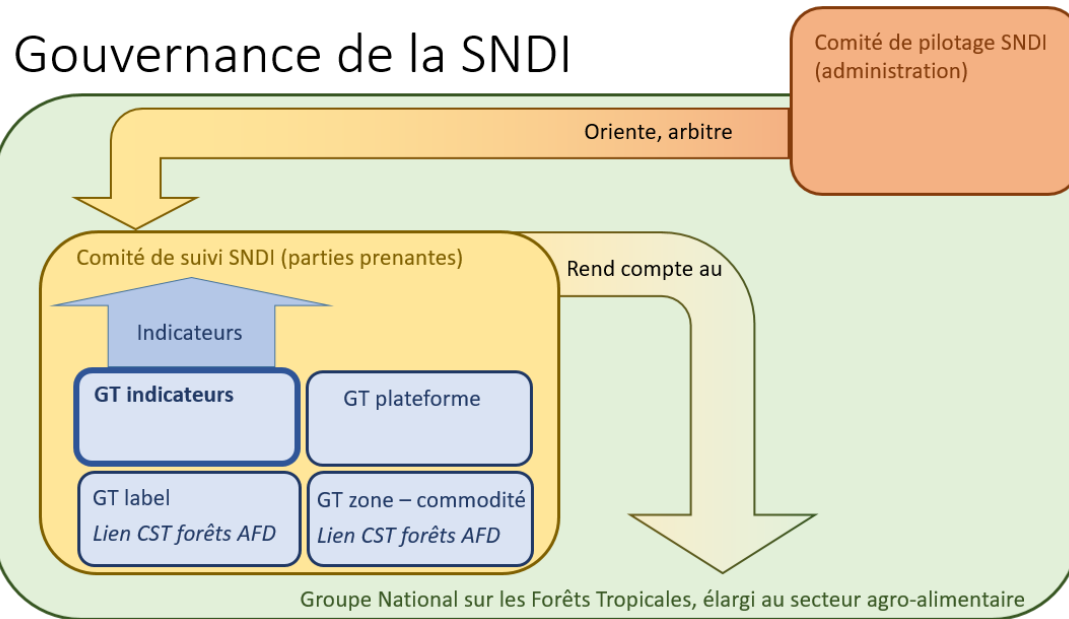 Gouvernance de la SNDI
Comité de pilotage SNDI
(administration)
Oriente, arbitre
Comité de suivi SNDI (parties prenantes)
Rend compte au
Indicateurs
GT indicateurs
GT plateforme
GT label
Lien CST forêts AFD
GT zone – commodité
Lien CST forêts AFD
Groupe National sur les Forêts Tropicales, élargi au secteur agro-alimentaire